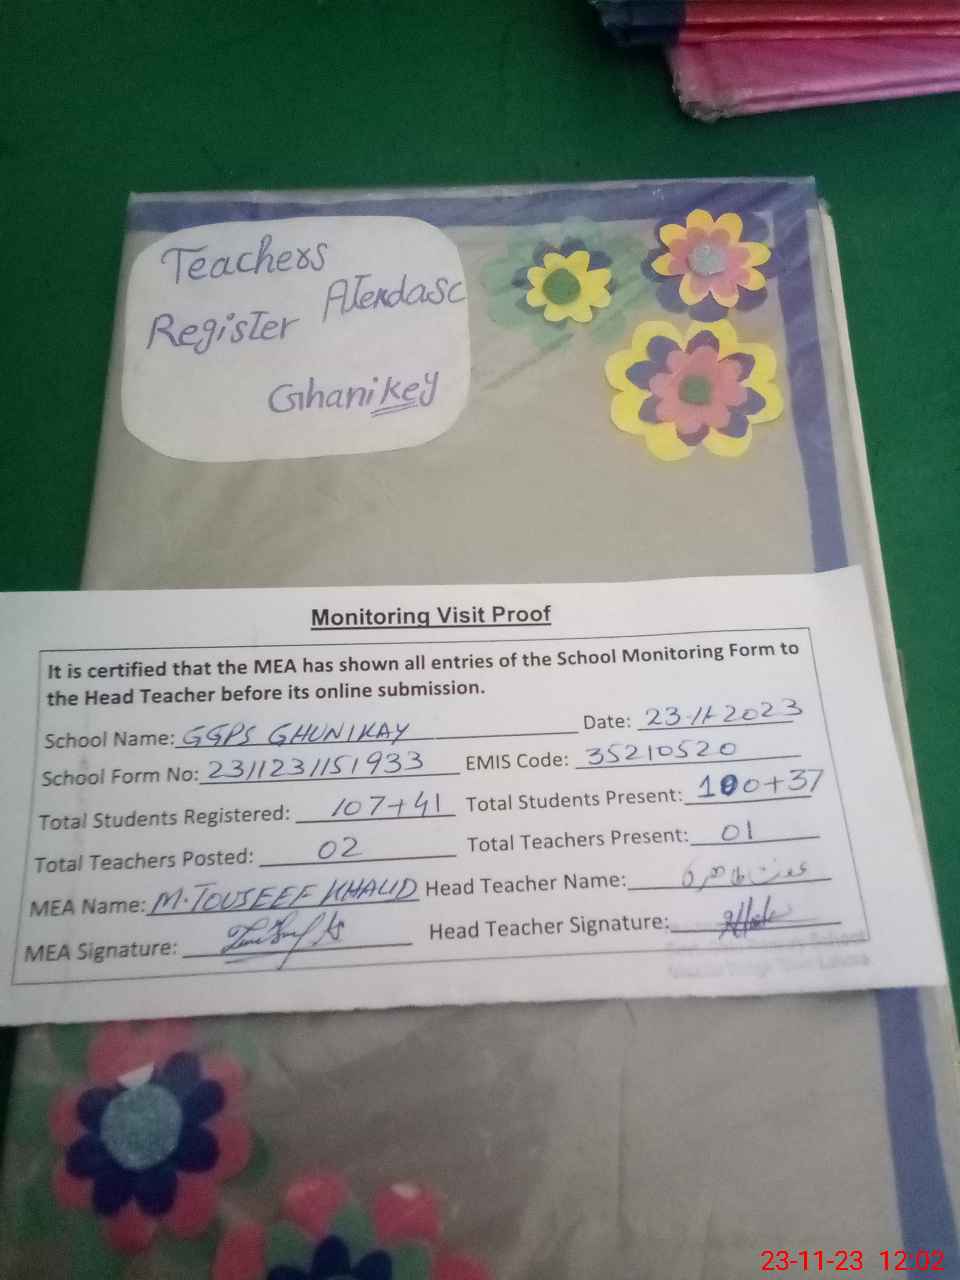 Teachers
Atendasc
Register
Ghanikey
Monitoring Visit Proof
It is certified that the MEA has shown all entries of the School Monitoring Form to
the Head Teacher before its online submission.
School Name: GGPS GHUNIKAY Date: 23-11-2023
School Form No: 2311231151933 EMIS Code: 35210520
Total Students Registered: 107+41 Total Students Present: 100+37
Total Teachers Posted: 02 Total Teachers Present: 01
MEA Name: M.TOUSEEF KHALID Head Teacher Name:
MEA Signature: Head Teacher Signature:
School
Lahore
23-11-23 12:02